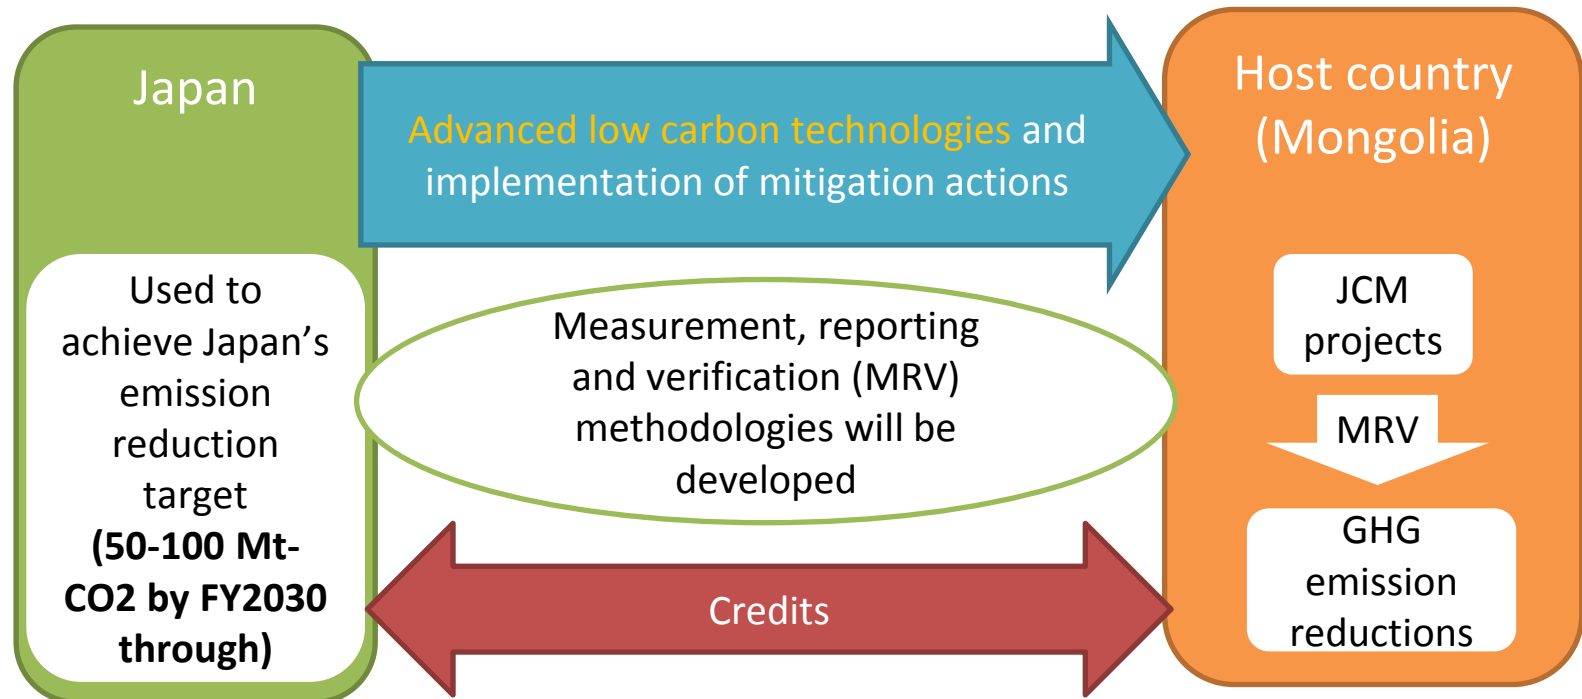 Japan
Used to
achieve Japan’s
emission
reduction
target
(50-100 Mt-
CO2 by FY2030
through)
Advanced low carbon technologies and
implementation of mitigation actions
Measurement, reporting
and verification (MRV)
methodologies will be
developed
Credits
Host country
(Mongolia)
JCM
projects
MRV
GHG
emission
reductions